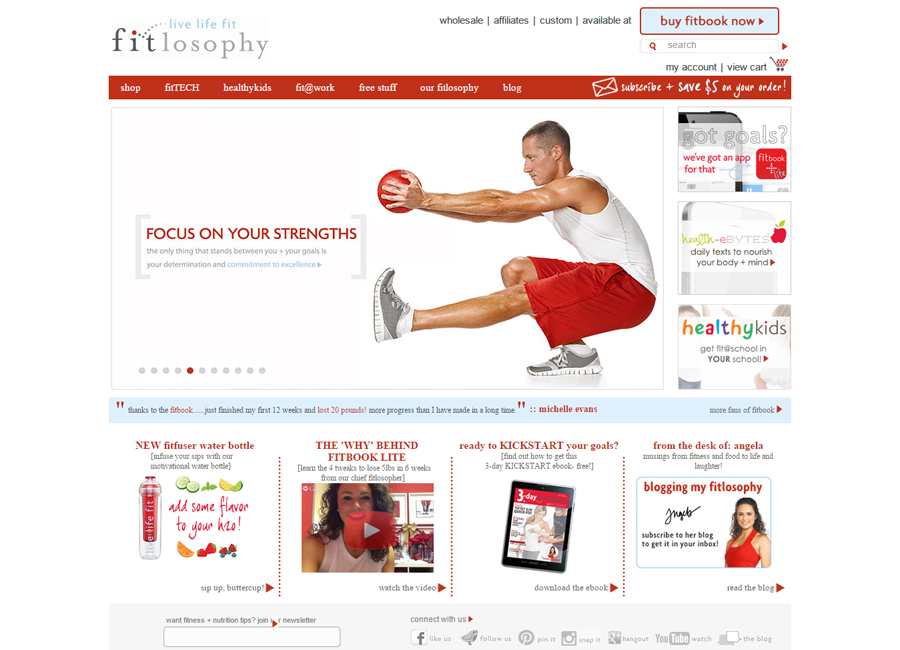 live life fit
fitlosophy
wholesale | affiliates | custom | available at
buy fitbook now
search
my account | view cart
shop fitTECH healthykids fit@work free stuff our fitlosophy blog
subscribe + save $5 on your order!
FOCUS ON YOUR STRENGTHS
the only thing that stands between you + your goals is
your determination and commitment to excellence
got goals?
we've got an app
for that
fitbook
lite
health-eBYTES
daily texts to nourish
your body + mind
healthykids
get fit@school in
YOUR school!
" thanks to the fitbook......just finished my first 12 weeks and lost 20 pounds! more progress than I have made in a long time. " :: michelle evans
more fans of fitbook
NEW fitfuser water bottle
[infuse your sips with our
motivational water bottle]
live life fit
add some flavor
to your h2o!
sip up, buttercup!
THE 'WHY' BEHIND
FITBOOK LITE
[learn the 4 tweaks to lose 5lbs in 6 weeks
from our chief fitlosopher]
watch the video
ready to KICKSTART your goals?
[find out how to get this
3-day KICKSTART ebook- free!]
3-day
download the ebook
from the desk of: angela
musings from fitness and food to life and
laughter!
blogging my fitlosophy
subscribe to her blog
to get it in your inbox!
read the blog
want fitness + nutrition tips? join r newsletter
connect with us
like us follow us pin it snap it hangout YouTube watch the blog